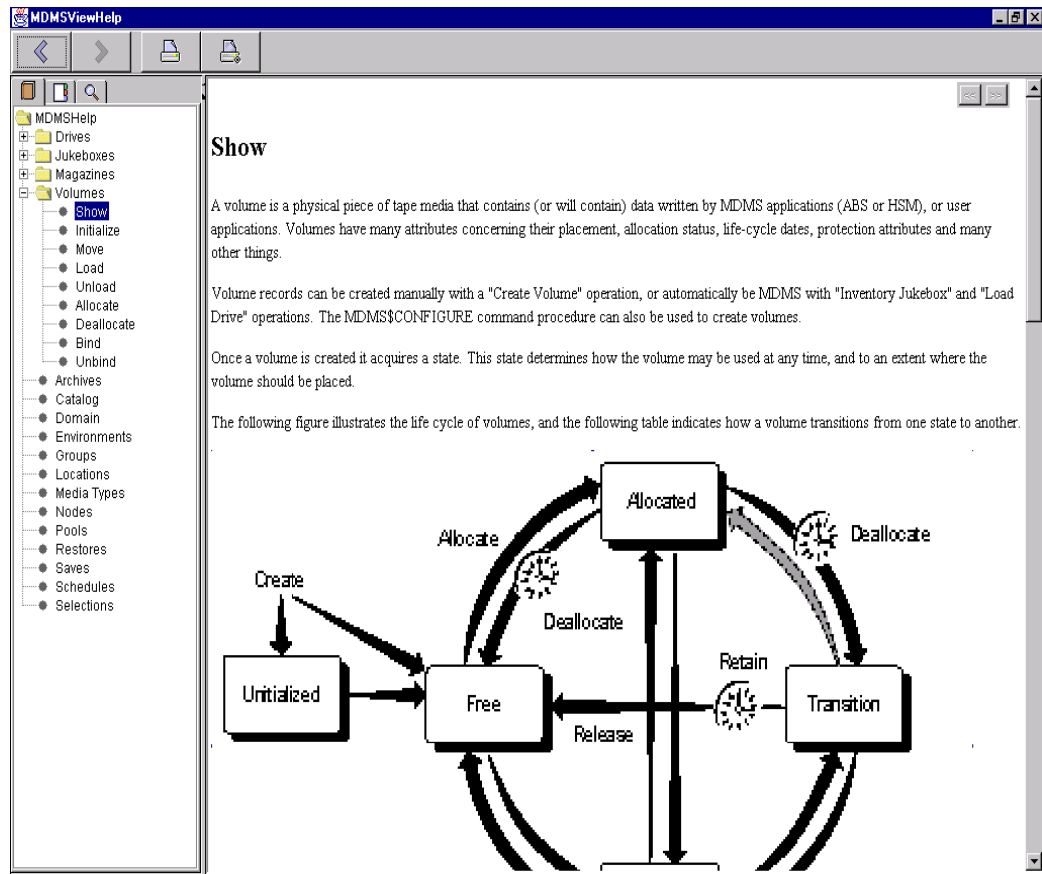 MDMSViewHelp
MDMSHelp
Drives
Jukeboxes
Magazines
Volumes
Show
Initialize
Move
Load
Unload
Allocate
Deallocate
Bind
Unbind
Archives
Catalog
Domain
Environments
Groups
Locations
Media Types
Nodes
Pools
Restores
Saves
Schedules
Selections
<< >>
Show
A volume is a physical piece of tape media that contains (or will contain) data written by MDMS applications (ABS or HSM), or user
applications. Volumes have many attributes concerning their placement, allocation status, life-cycle dates, protection attributes and many
other things.
Volume records can be created manually with a "Create Volume" operation, or automatically be MDMS with "Inventory Jukebox" and "Load
Drive" operations. The MDMS$CONFIGURE command procedure can also be used to create volumes.
Once a volume is created it acquires a state. This state determines how the volume may be used at any time, and to an extent where the
volume should be placed.
The following figure illustrates the life cycle of volumes, and the following table indicates how a volume transitions from one state to another.
Allocated
Allocate
Deallocate
Create
Deallocate
Retain
Unitialized
Free
Transition
Release